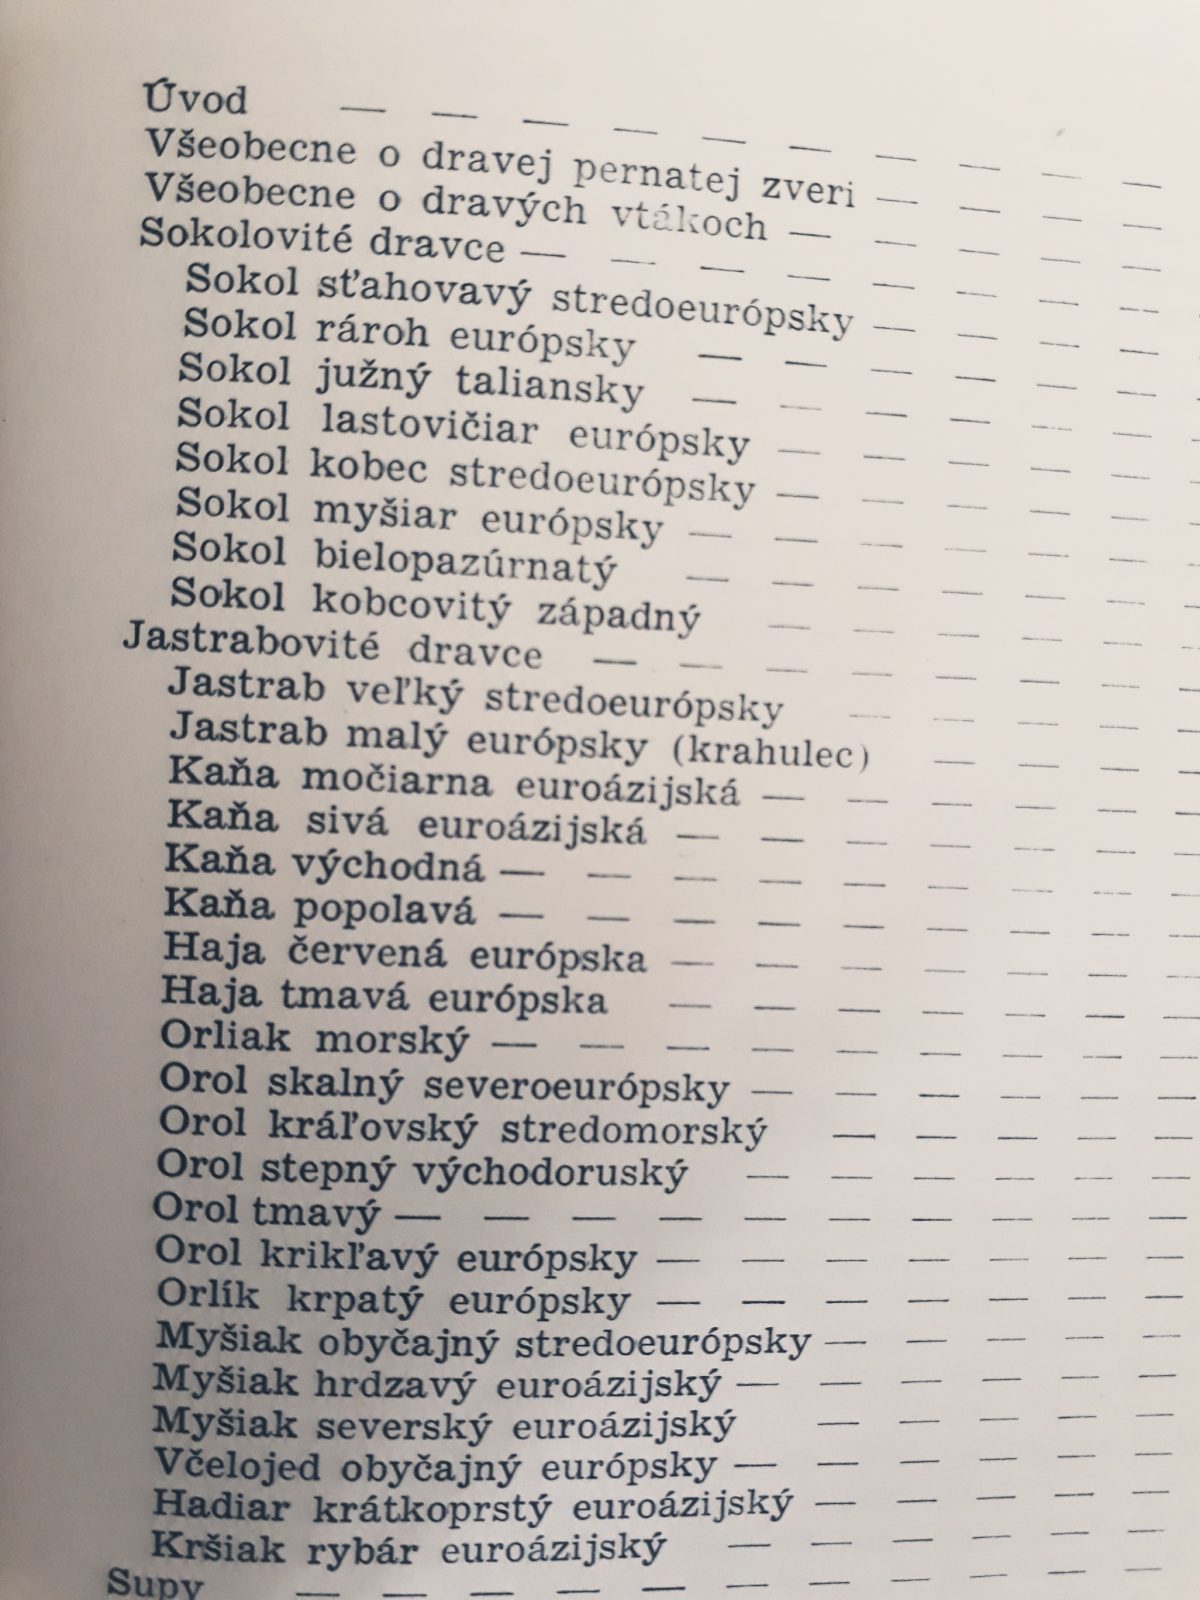 Úvod — — — — — — — — — —
Všeobecne o dravej pernatej zveri — — — —
Všeobecne o dravých vtákoch — — — — —
Sokolovité dravce — — — — — — — —
Sokol sťahovavý stredoeurópsky — — — —
Sokol rároh európsky — — — — — —
Sokol južný taliansky — — — — — —
Sokol lastovičiar európsky — — — — —
Sokol kobec stredoeurópsky — — — — —
Sokol myšiar európsky — — — — — —
Sokol bielopazúrnatý — — — — — —
Sokol kobcovitý západný — — — — —
Jastrabovité dravce — — — — — — —
Jastrab veľký stredoeurópsky — — — —
Jastrab malý európsky (krahulec) — — — —
Kaňa močiarna euroázijská — — — — —
Kaňa sivá euroázijská — — — — — —
Kaňa východná — — — — — — — —
Kaňa popolavá — — — — — — — —
Haja červená európska — — — — — —
Haja tmavá európska — — — — — —
Orliak morský — — — — — — — —
Orol skalný severoeurópsky — — — — —
Orol kráľovský stredomorský — — — — —
Orol stepný východoruský — — — — —
Orol tmavý — — — — — — — — —
Orol krikľavý európsky — — — — — —
Orlík krpatý európsky — — — — — —
Myšiak obyčajný stredoeurópsky — — — —
Myšiak hrdzavý euroázijský — — — — —
Myšiak severský euroázijský — — — —
Včelojed obyčajný európsky — — — — —
Hadiar krátkoprstý euroázijský — — — —
Kršiak rybár euroázijský — — — — —
Supy — — — — — — — — — —